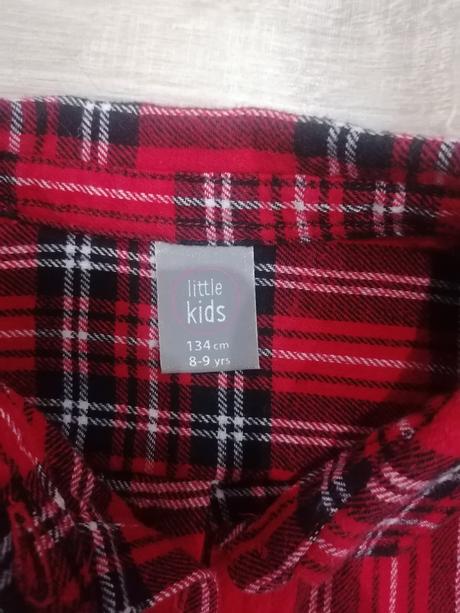 little
kids
134 cm
8-9 yrs